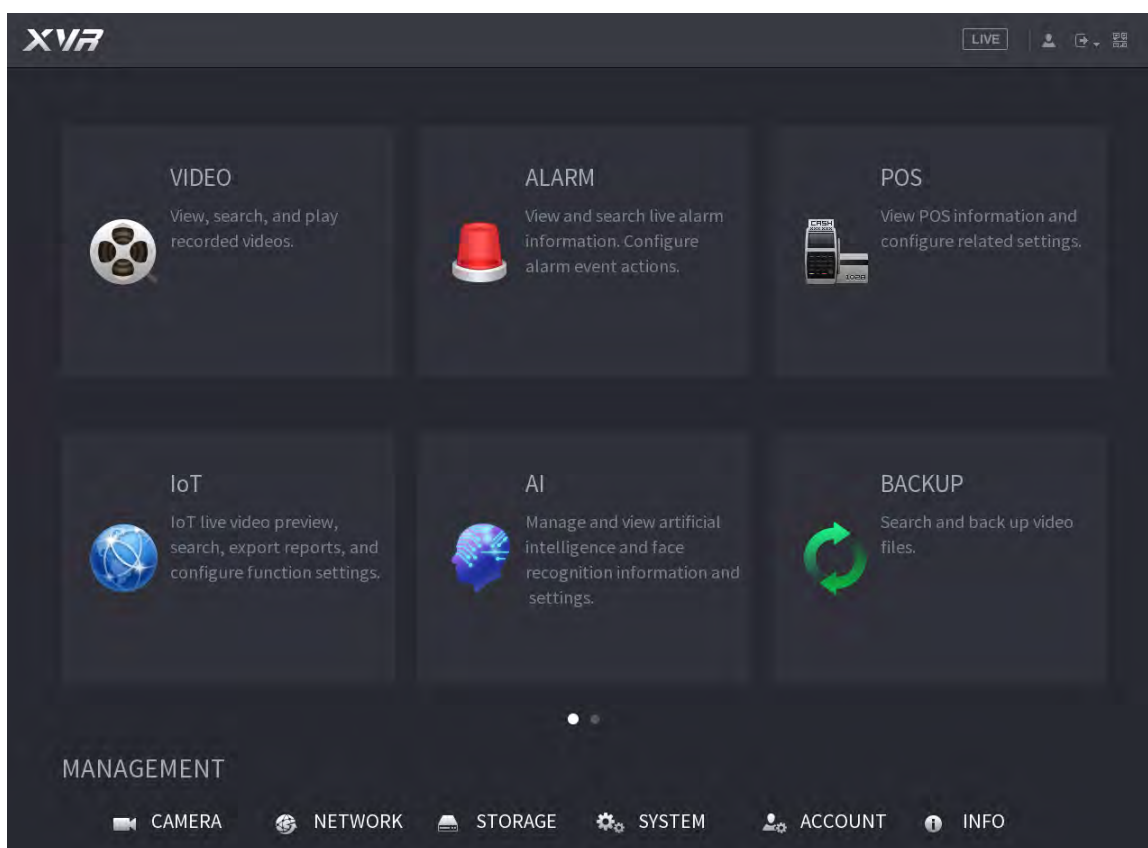 XVR
LIVE
VIDEO
View, search, and play
recorded videos.
ALARM
View and search live alarm
information. Configure
alarm event actions.
POS
View POS information and
configure related settings.
CASH
IoT
IoT live video preview,
search, export reports, and
configure function settings.
AI
Manage and view artificial
intelligence and face
recognition information and
settings.
BACKUP
Search and back up video
files.
MANAGEMENT
CAMERA NETWORK STORAGE SYSTEM ACCOUNT INFO